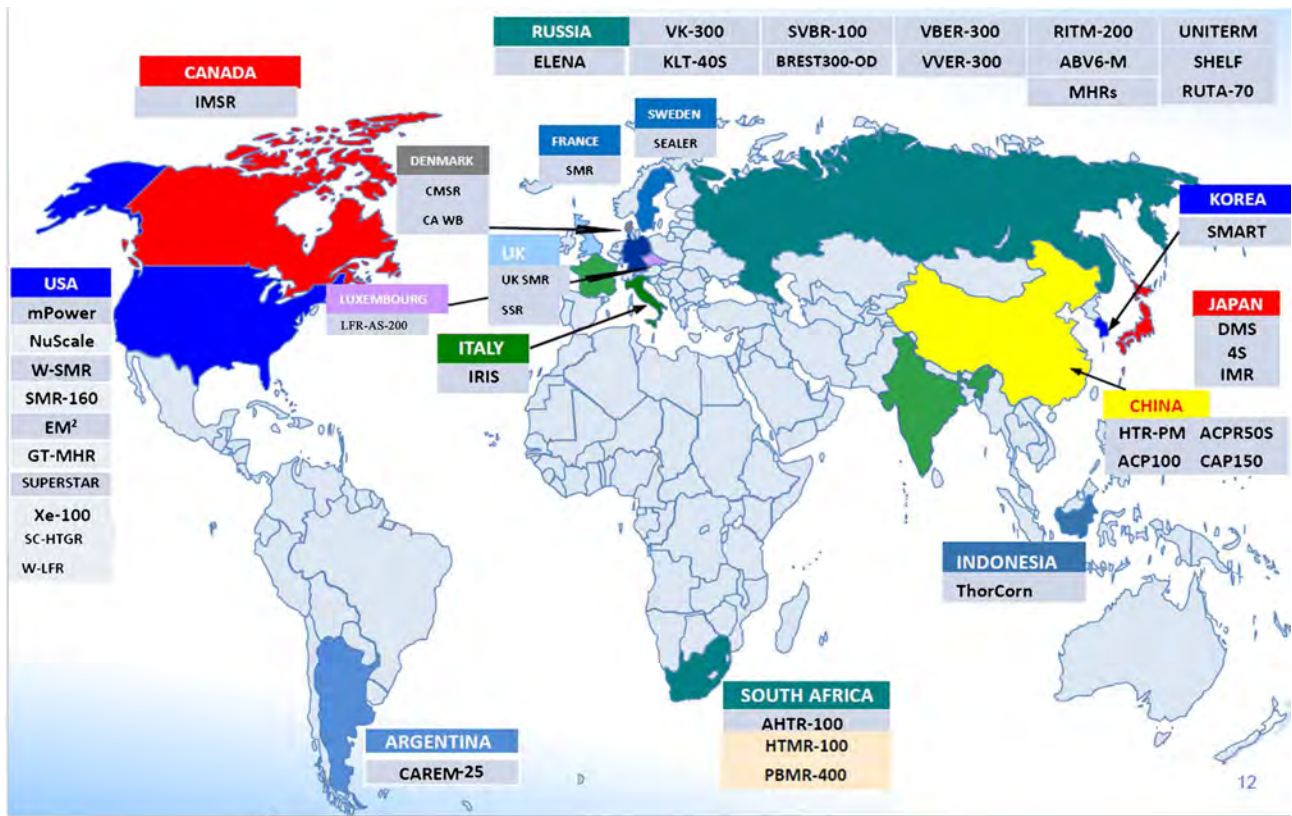 RUSSIA VK-300 SVBR-100 VBER-300 RITM-200 UNITERM
ELENA KLT-40S BREST300-OD VVER-300 ABV6-M SHELF
MHRs RUTA-70
CANADA
IMSR
SWEDEN
SEALER
FRANCE
SMR
DENMARK
CMSR
CA WB
KOREA
SMART
UK
UK SMR
SSR
USA
mPower
NuScale
W-SMR
SMR-160
EM²
GT-MHR
SUPERSTAR
Xe-100
SC-HTGR
W-LFR
LUXEMBOURG
LFR-AS-200
ITALY
IRIS
JAPAN
DMS
4S
IMR
CHINA
HTR-PM ACPR50S
ACP100 CAP150
INDONESIA
ThorCorn
SOUTH AFRICA
AHTR-100
HTMR-100
PBMR-400
ARGENTINA
CAREM-25
12